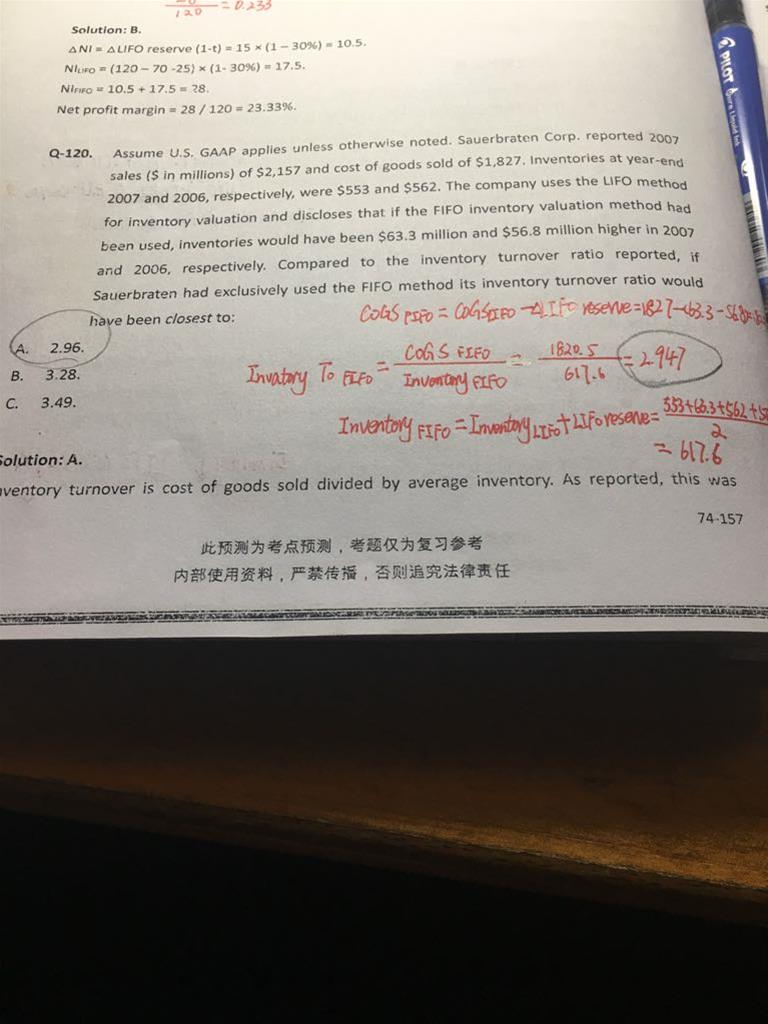 120 = 0.233
Solution: B.
△NI = △LIFO reserve (1-t) = 15 × (1 – 30%) = 10.5.
NILIFO = (120 – 70 -25) × (1- 30%) = 17.5.
NIFIFO = 10.5 + 17.5 = 28.
Net profit margin = 28 / 120 = 23.33%.
Q-120. Assume U.S. GAAP applies unless otherwise noted. Sauerbraten Corp. reported 2007
sales ($ in millions) of $2,157 and cost of goods sold of $1,827. Inventories at year-end
2007 and 2006, respectively, were $553 and $562. The company uses the LIFO method
for inventory valuation and discloses that if the FIFO inventory valuation method had
been used, inventories would have been $63.3 million and $56.8 million higher in 2007
and 2006, respectively. Compared to the inventory turnover ratio reported, if
Sauerbraten had exclusively used the FIFO method its inventory turnover ratio would
have been closest to:
COGS FIFO = COGS LIFO - △LIFO reserve = 1827 - (63.3 - 56.8) =
A. 2.96.
B. 3.28.
C. 3.49.
Invatory To FIFO = COGS FIFO / Inventory FIFO = 1820.5 / 617.6 = 2.947
Inventory FIFO = Inventory LIFO + LIFO reserve = 553+63.3+562+ / 2
= 617.6
Solution: A.
nventory turnover is cost of goods sold divided by average inventory. As reported, this was
74-157
此预测为考点预测，考题仅为复习参考
内部使用资料，严禁传播，否则追究法律责任
PILOT
Liquid Ink